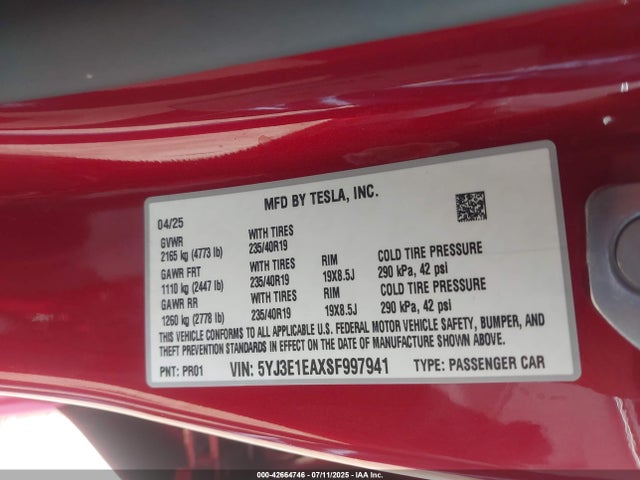 MFD BY TESLA, INC.
04/25
GVWR WITH TIRES
2165 kg (4773 lb) 235/40R19
GAWR FRT WITH TIRES RIM COLD TIRE PRESSURE
1110 kg (2447 lb) 235/40R19 19X8.5J 290 kPa, 42 psi
GAWR RR WITH TIRES RIM COLD TIRE PRESSURE
1260 kg (2778 lb) 235/40R19 19X8.5J 290 kPa, 42 psi
THIS VEHICLE CONFORMS TO ALL APPLICABLE U.S. FEDERAL MOTOR VEHICLE SAFETY, BUMPER, AND
THEFT PREVENTION STANDARDS IN EFFECT ON THE DATE OF MANUFACTURE SHOWN ABOVE.
PNT: PR01 VIN: 5YJ3E1EAXSF997941 TYPE: PASSENGER CAR
000-42664746 - 07/11/2025 - IAAI.COM